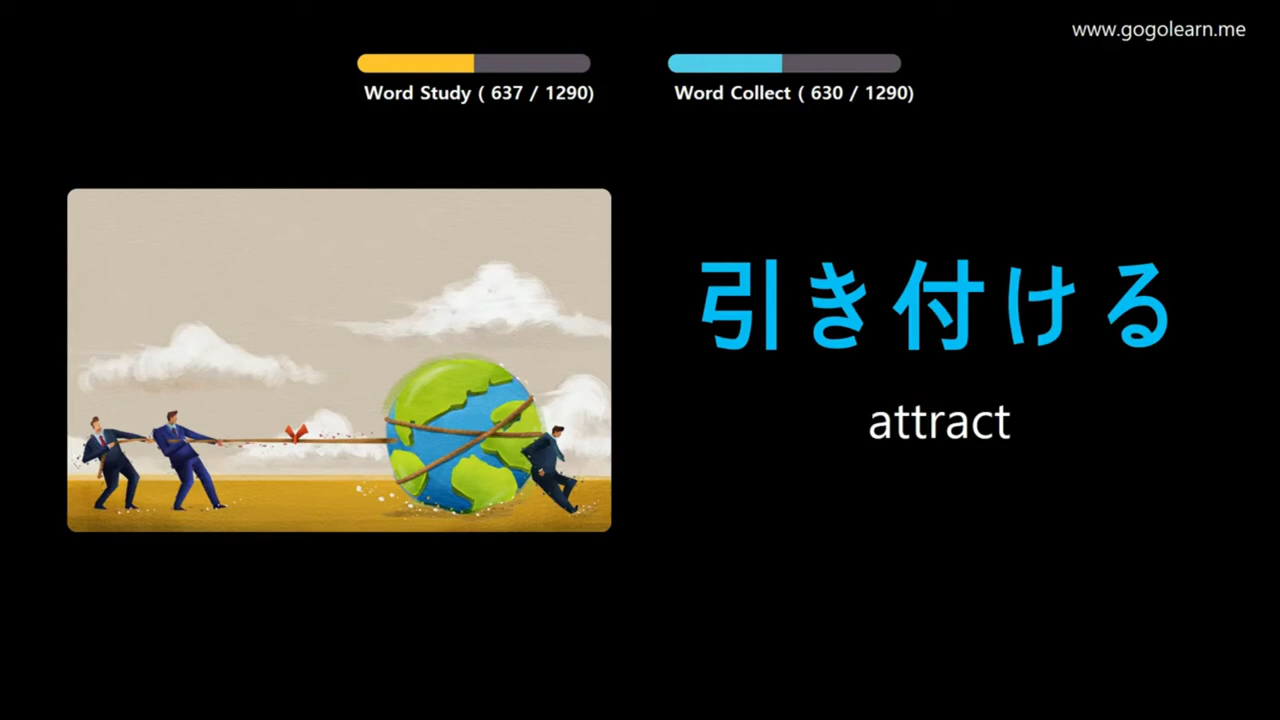 www.gogolearn.me
Word Study ( 637 / 1290)
Word Collect ( 630 / 1290)
引き付ける
attract